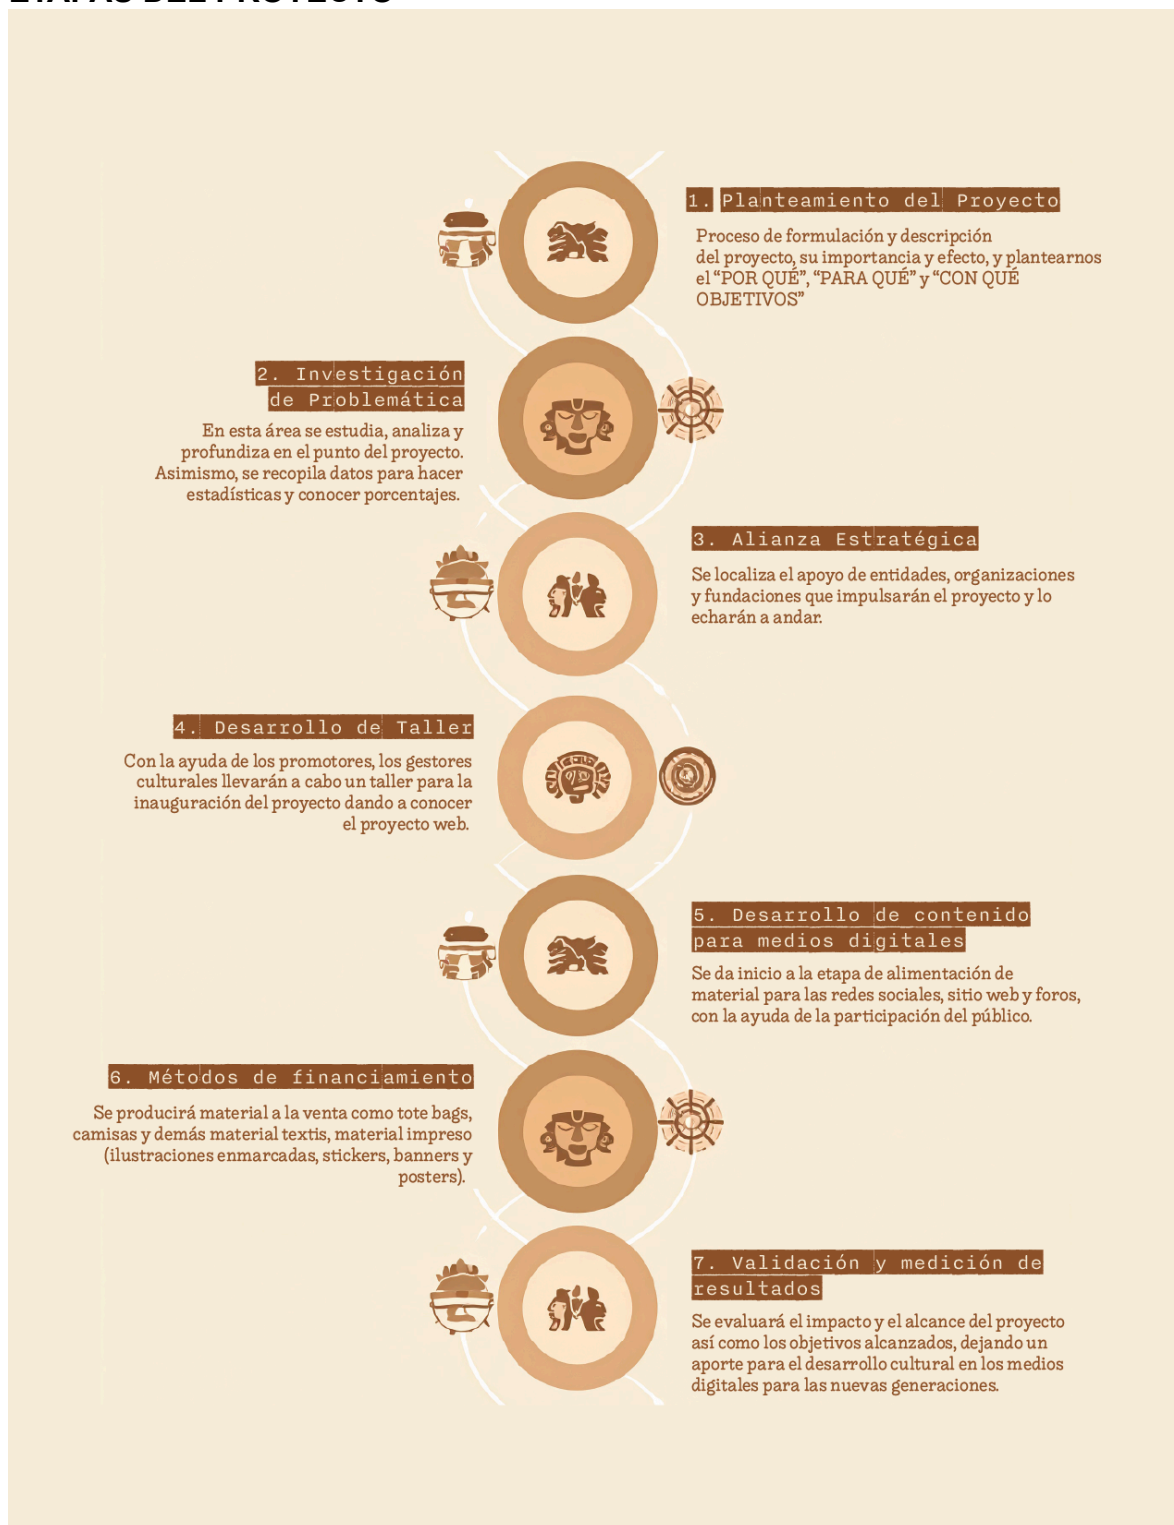 ETAPAS DEL PROYECTO
1. Planteamiento del Proyecto
Proceso de formulación y descripción
del proyecto, su importancia y efecto, y plantearnos
el “POR QUÉ”, “PARA QUÉ” y “CON QUÉ
OBJETIVOS”
2. Investigación
de Problemática
En esta área se estudia, analiza y
profundiza en el punto del proyecto.
Asimismo, se recopila datos para hacer
estadísticas y conocer porcentajes.
3. Alianza Estratégica
Se localiza el apoyo de entidades, organizaciones
y fundaciones que impulsarán el proyecto y lo
echarán a andar.
4. Desarrollo de Taller
Con la ayuda de los promotores, los gestores
culturales llevarán a cabo un taller para la
inauguración del proyecto dando a conocer
el proyecto web.
5. Desarrollo de contenido
para medios digitales
Se da inicio a la etapa de alimentación de
material para las redes sociales, sitio web y foros,
con la ayuda de la participación del público.
6. Métodos de financiamiento
Se producirá material a la venta como tote bags,
camisas y demás material textis, material impreso
(ilustraciones enmarcadas, stickers, banners y
posters).
7. Validación y medición de
resultados
Se evaluará el impacto y el alcance del proyecto
así como los objetivos alcanzados, dejando un
aporte para el desarrollo cultural en los medios
digitales para las nuevas generaciones.